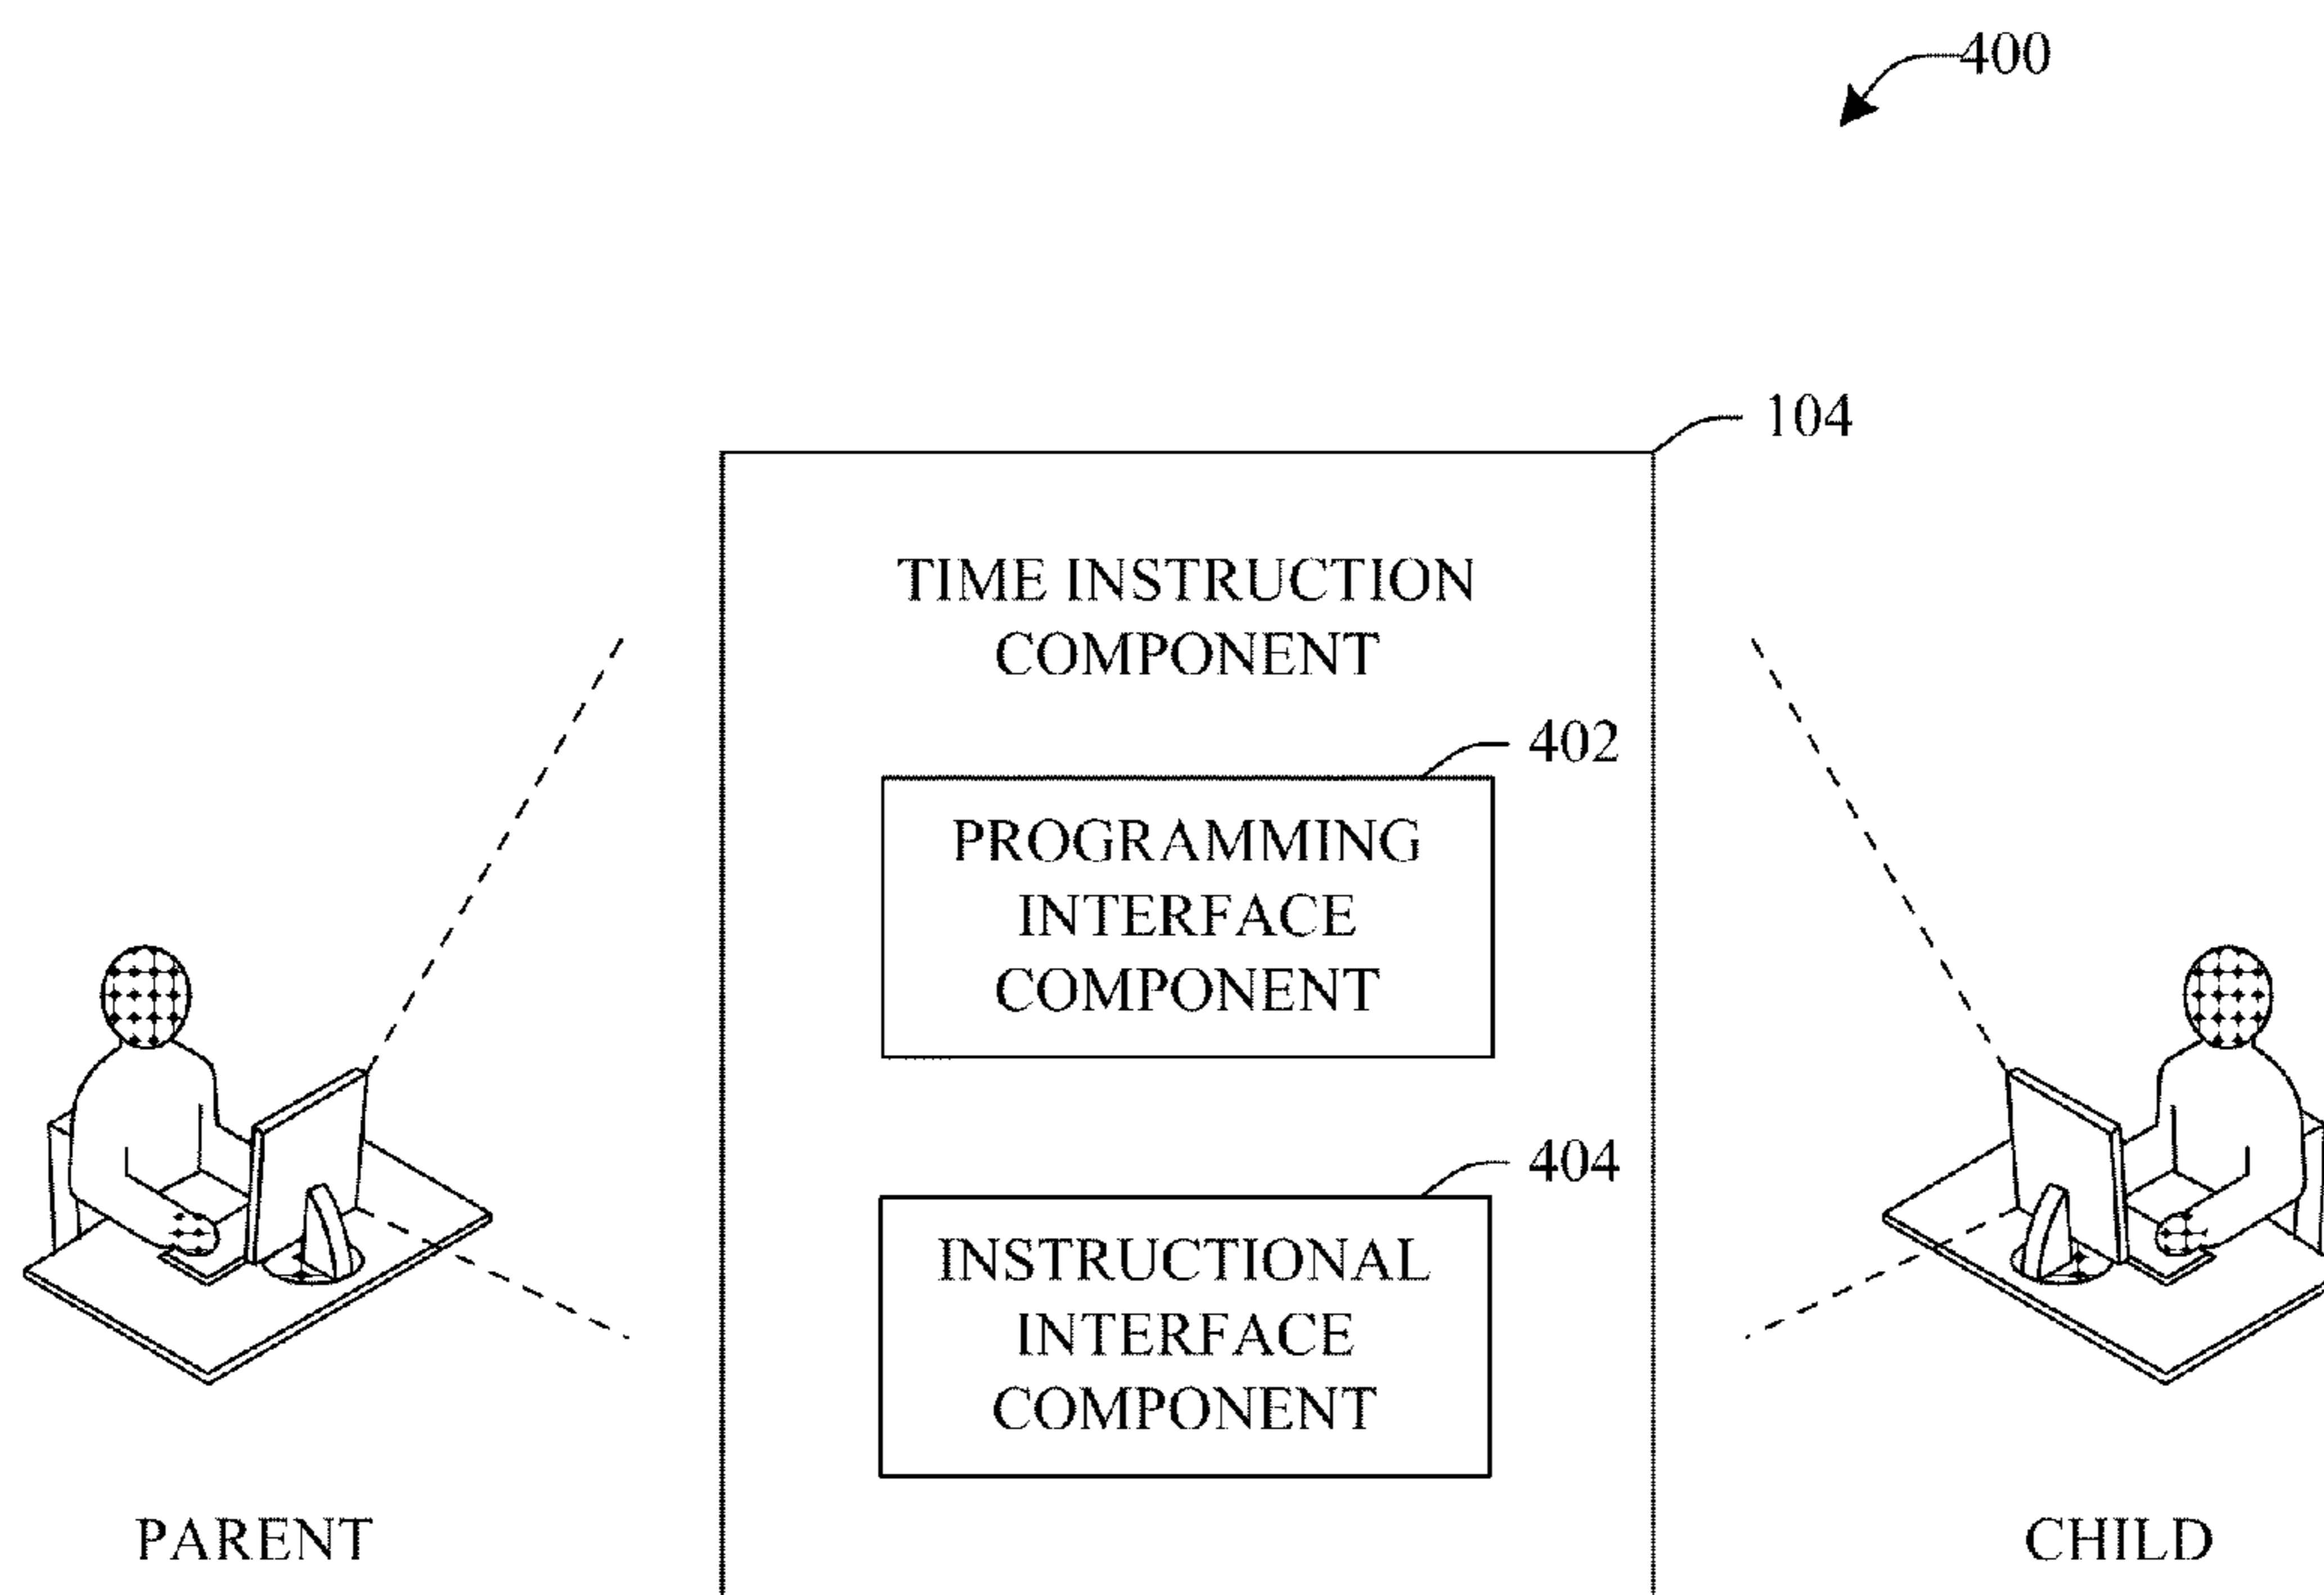 400
104
TIME INSTRUCTION
COMPONENT
402
PROGRAMMING
INTERFACE
COMPONENT
404
INSTRUCTIONAL
INTERFACE
COMPONENT
PARENT
CHILD